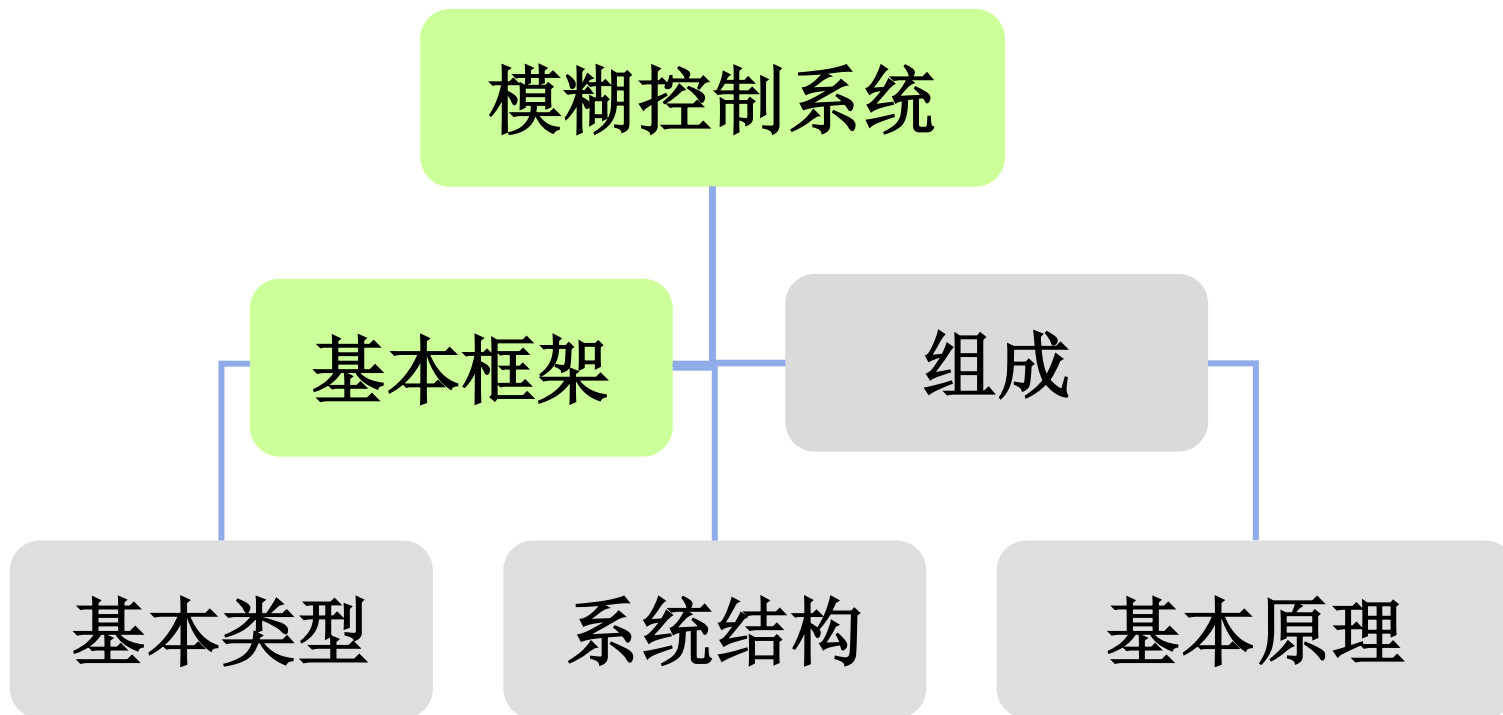 模糊控制系统
基本框架
组成
基本类型
系统结构
基本原理